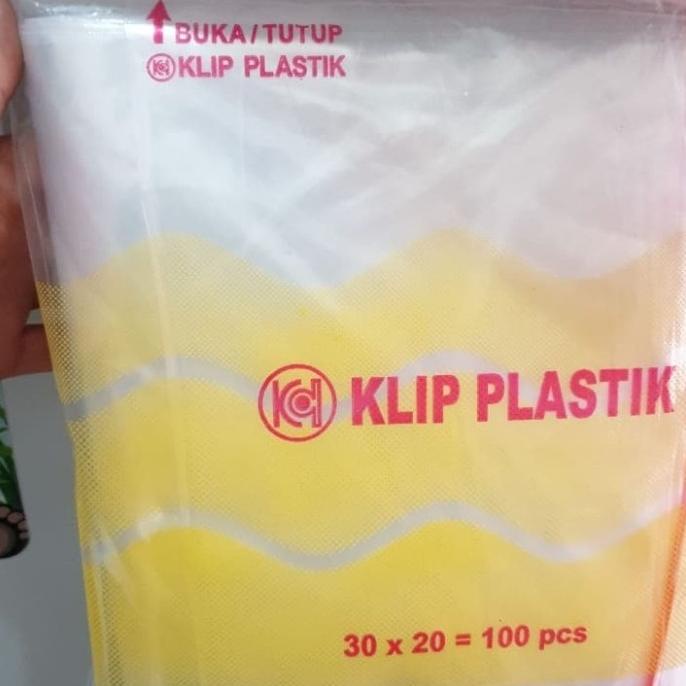 BUKA/TUTUP
KLIP PLASTIK
KLIP PLASTIK
30 x 20 = 100 pcs